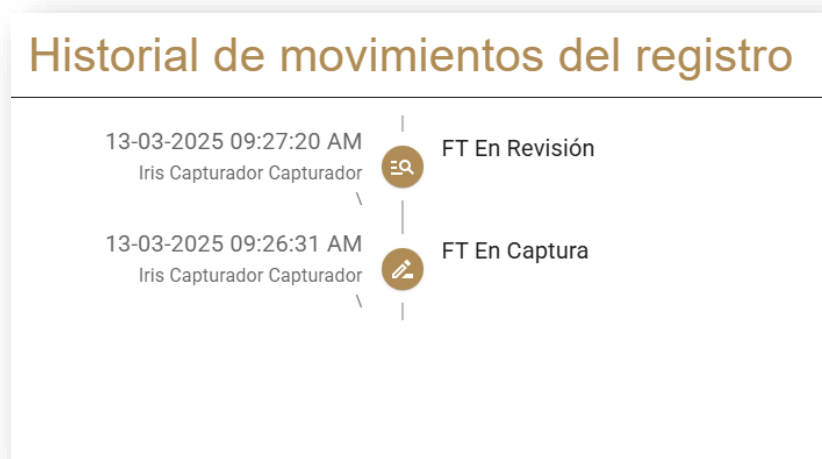 Historial de movimientos del registro
13-03-2025 09:27:20 AM
Iris Capturador Capturador
\
FT En Revisión
13-03-2025 09:26:31 AM
Iris Capturador Capturador
\
FT En Captura